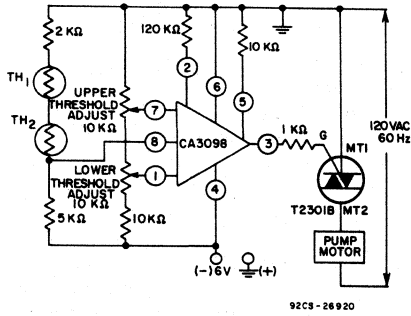 2 KΩ
120 KΩ
10 KΩ
TH1
TH2
UPPER
THRESHOLD
ADJUST
10 KΩ
LOWER
THRESHOLD
ADJUST
10 KΩ
5 KΩ
10 KΩ
2
6
5
7
8
1
CA3098
3
4
1 KΩ
G
MT1
T2301B
MT2
120 VAC
60 Hz
PUMP
MOTOR
(-) 6V
(+)
92CS-26920